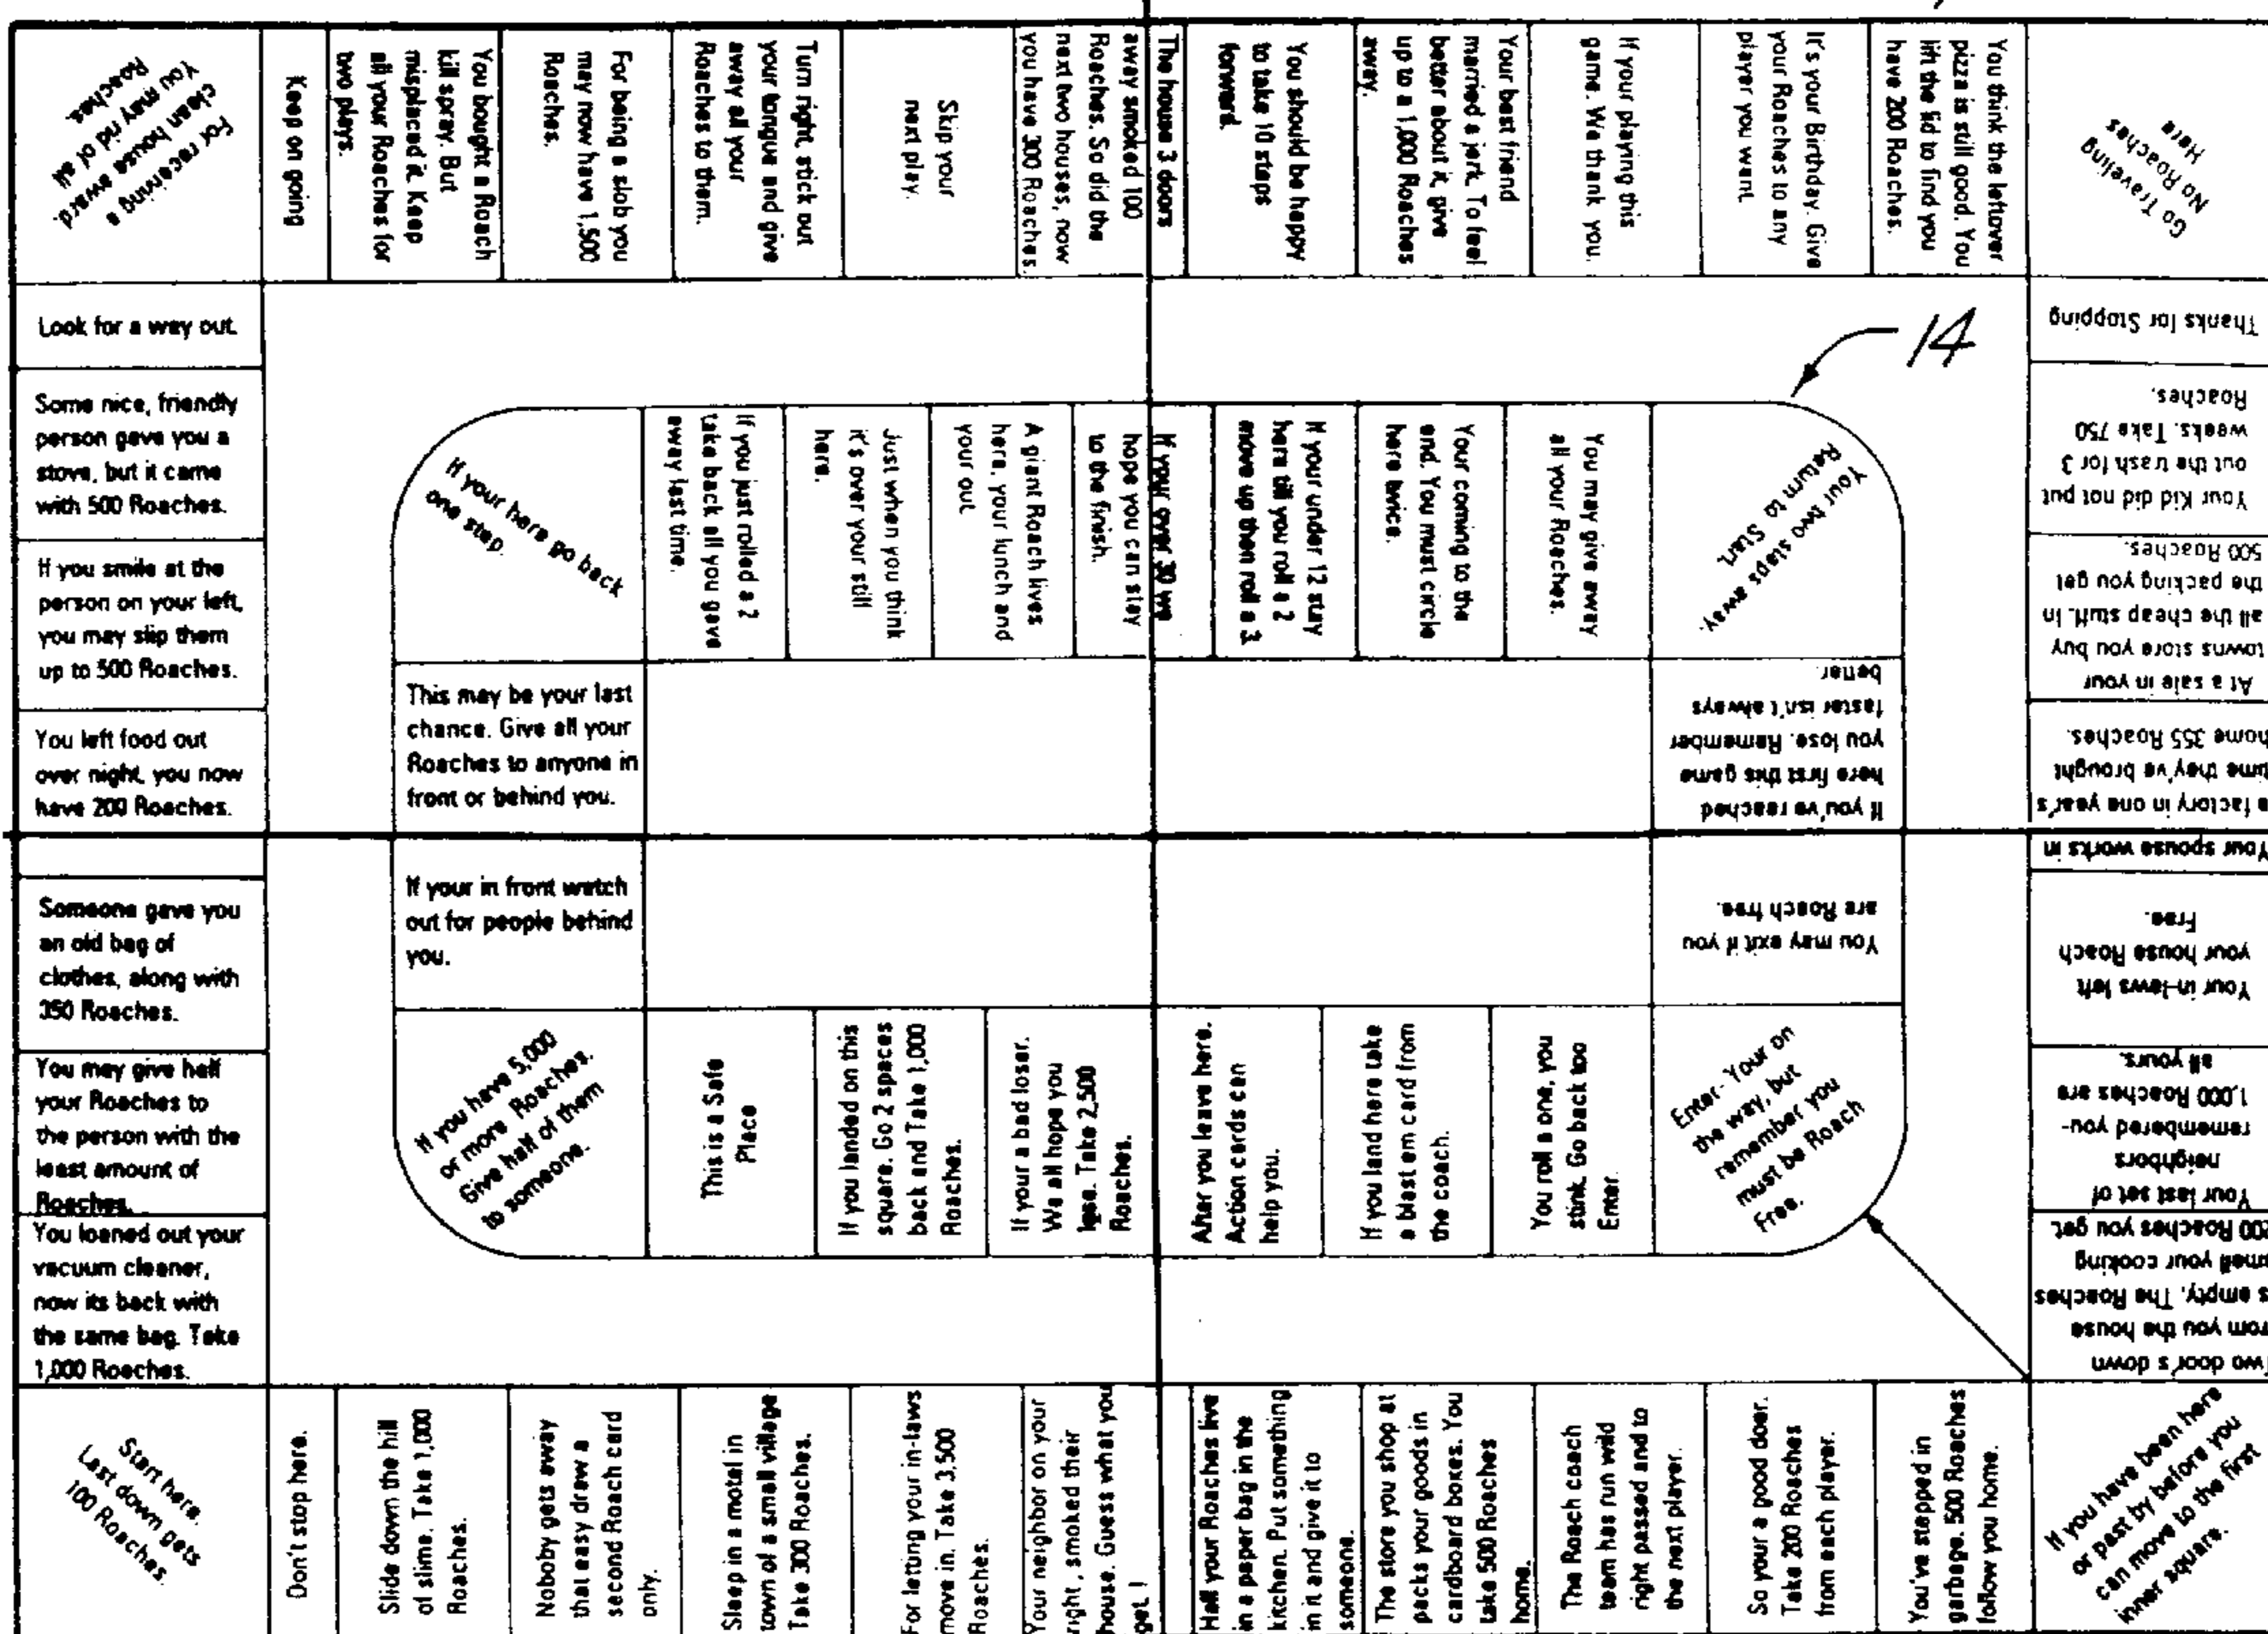 For receiving a
clean house award.
You may rid of all
Roaches.
Keep on going
You bought a Roach
kill spray. But
misplaced it. Keep
all your Roaches for
two plays.
For being a slob you
may now have 1,500
Roaches.
Turn right, stick out
your tongue and give
away all your
Roaches to them.
Skip your
next play.
The house 3 doors
away smoked 100
Roaches. So did the
next two houses, now
you have 300 Roaches.
You should be happy
to take 10 steps
forward.
Your best friend
married a jerk. To feel
better about it, give
up to a 1,000 Roaches
away.
If your playing this
game. We thank you.
It's your Birthday. Give
your Roaches to any
player you want.
You think the leftover
pizza is still good. You
lift the lid to find you
have 200 Roaches.
Go Traveling
No Roaches
Here
Look for a way out.
Some nice, friendly
person gave you a
stove, but it came
with 500 Roaches.
If you smile at the
person on your left,
you may slip them
up to 500 Roaches.
You left food out
over night, you now
have 200 Roaches.
Someone gave you
an old bag of
clothes, along with
350 Roaches.
You may give half
your Roaches to
the person with the
least amount of
Roaches.
You loaned out your
vacuum cleaner,
now its back with
the same bag. Take
1,000 Roaches.
14
If your here go back
one step.
If you just rolled a 2
take back all you gave
away last time.
Just when you think
it's over your still
here.
A giant Roach lives
here, your lunch and
your out.
If your over 30 we
hope you can stay
to the finish.
If your under 12 stay
here till you roll a 2
move up then roll a 3.
Your coming to the
end. You must circle
here twice.
You may give away
all your Roaches.
Your two steps away.
Return to Start.
This may be your last
chance. Give all your
Roaches to anyone in
front or behind you.
If you've reached
here first this game
you lose. Remember
faster isn't always
better.
If your in front watch
out for people behind
you.
You may exit if you
are Roach free.
If you have 5,000
or more Roaches.
Give half of them
to someone.
This is a Safe
Place
If you landed on this
square. Go 2 spaces
back and Take 1,000
Roaches.
If your a bad loser.
We all hope you
lose. Take 2,500
Roaches.
After you leave here.
Action cards can
help you.
If you land here take
a blast em card from
the coach.
You roll a one, you
stink. Go back too
Enter.
Enter- Your on
the way, but
remember you
must be Roach
Free.
Thanks for Stopping
Your Kid did not put
out the trash for 3
weeks. Take 750
Roaches.
At a sale in your
towns store you buy
all the cheap stuff. In
the packing you get
500 Roaches.
Your spouse works in
a factory in one year's
time they've brought
home 355 Roaches.
Your in-laws left
your house Roach
Free.
Your last set of
neighbors
remembered you-
1,000 Roaches are
all yours.
Two door's down
from you the house
is empty. The Roaches
smell your cooking
200 Roaches you get.
Start here.
Last down gets
100 Roaches.
Don't stop here.
Slide down the hill
of slime. Take 1,000
Roaches.
Noboby gets away
that easy draw a
second Roach card
only.
Sleep in a motel in
town of a small village
Take 300 Roaches.
For letting your in-laws
move in. Take 3,500
Roaches.
Your neighbor on your
right, smoked their
house. Guess what you
get !
Half your Roaches live
in a paper bag in the
kitchen. Put something
in it and give it to
someone.
The store you shop at
packs your goods in
cardboard boxes. You
take 500 Roaches
home.
The Roach coach
team has run wild
right passed and to
the next player.
So your a good doer.
Take 200 Roaches
from each player.
You've stepped in
garbage. 500 Roaches
follow you home.
If you have been here
or past by before you
can move to the first
inner square.